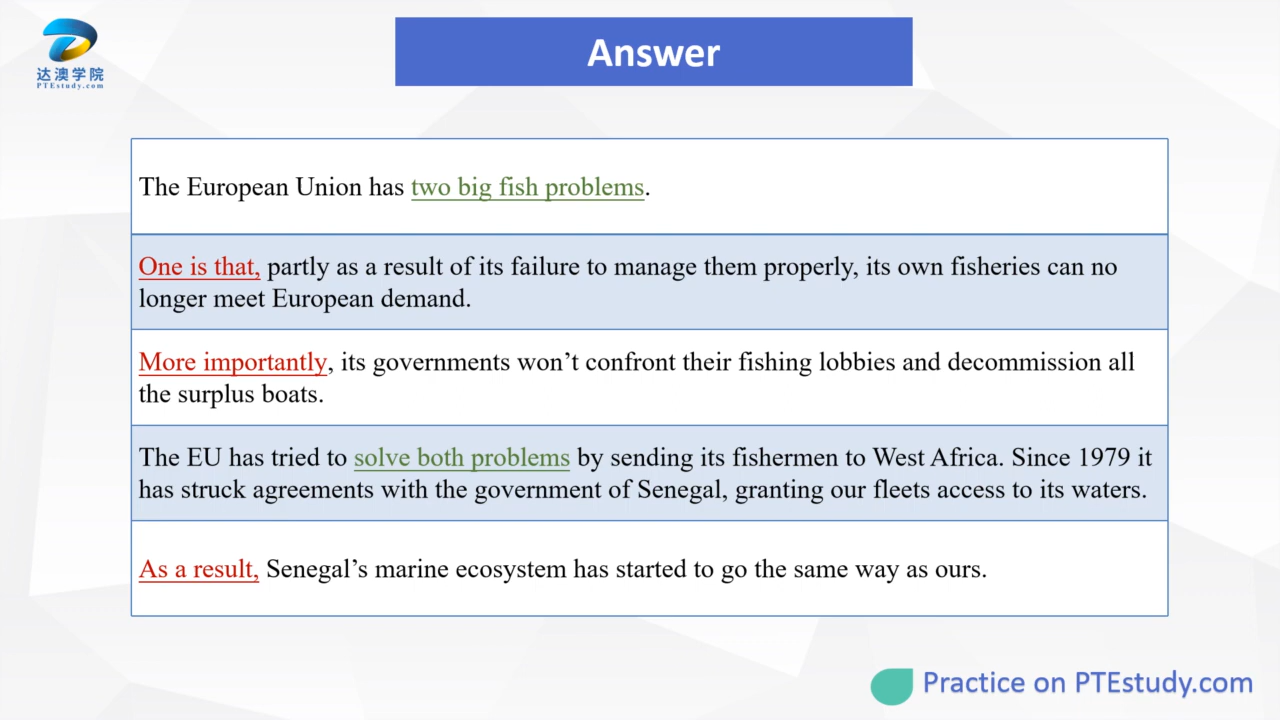 达澳学院
PTEstudy.com
Answer
The European Union has two big fish problems.
One is that, partly as a result of its failure to manage them properly, its own fisheries can no
longer meet European demand.
More importantly, its governments won’t confront their fishing lobbies and decommission all
the surplus boats.
The EU has tried to solve both problems by sending its fishermen to West Africa. Since 1979 it
has struck agreements with the government of Senegal, granting our fleets access to its waters.
As a result, Senegal’s marine ecosystem has started to go the same way as ours.
Practice on PTEstudy.com